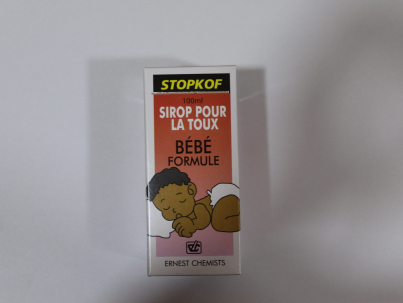 STOPKOF
100ml
SIROP POUR
LA TOUX
BÉBÉ
FORMULE
ERNEST CHEMISTS